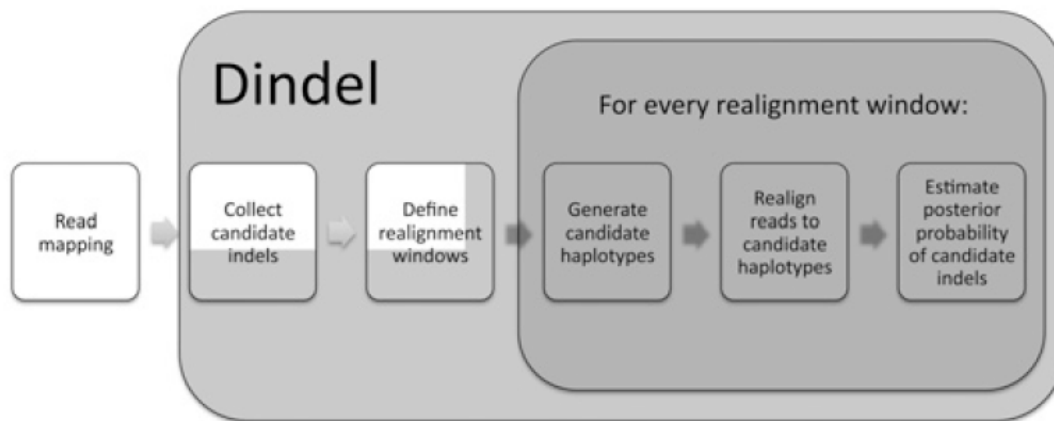 Dindel
For every realignment window:
Read
mapping
Collect
candidate
indels
Define
realignment
windows
Generate
candidate
haplotypes
Realign
reads to
candidate
haplotypes
Estimate
posterior
probability
of candidate
indels